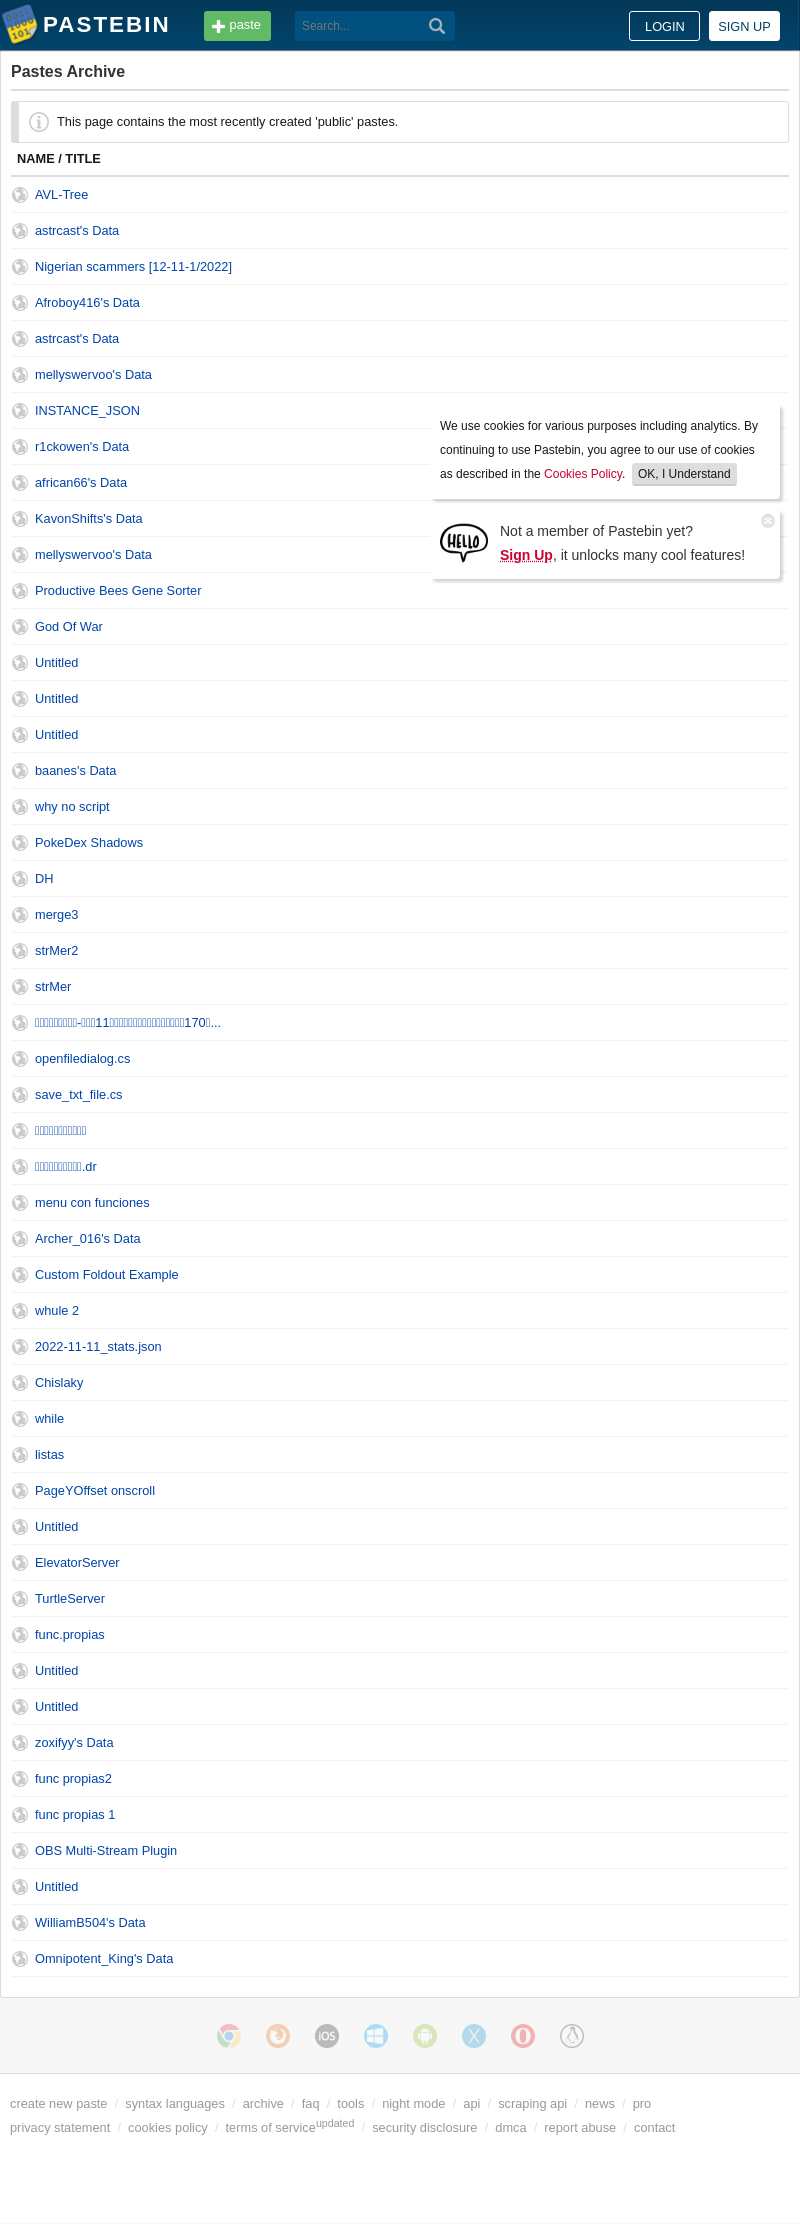 PASTEBIN
paste
Search...
LOGIN
SIGN UP
Pastes Archive
This page contains the most recently created 'public' pastes.
NAME / TITLE
AVL-Tree
astrcast's Data
Nigerian scammers [12-11-1/2022]
Afroboy416's Data
astrcast's Data
mellyswervoo's Data
INSTANCE_JSON
r1ckowen's Data
african66's Data
KavonShifts's Data
mellyswervoo's Data
We use cookies for various purposes including analytics. By
continuing to use Pastebin, you agree to our use of cookies
as described in the Cookies Policy. OK, I Understand
HELLO
Not a member of Pastebin yet?
Sign Up, it unlocks many cool features!
Productive Bees Gene Sorter
God Of War
Untitled
Untitled
Untitled
baanes's Data
why no script
PokeDex Shadows
DH
merge3
strMer2
strMer
11 170 ...
openfiledialog.cs
save_txt_file.cs
.dr
menu con funciones
Archer_016's Data
Custom Foldout Example
whule 2
2022-11-11_stats.json
Chislaky
while
listas
PageYOffset onscroll
Untitled
ElevatorServer
TurtleServer
func.propias
Untitled
Untitled
zoxifyy's Data
func propias2
func propias 1
OBS Multi-Stream Plugin
Untitled
WilliamB504's Data
Omnipotent_King's Data
iOS
create new paste / syntax languages / archive / faq / tools / night mode / api / scraping api / news / pro
privacy statement / cookies policy / terms of service updated / security disclosure / dmca / report abuse / contact